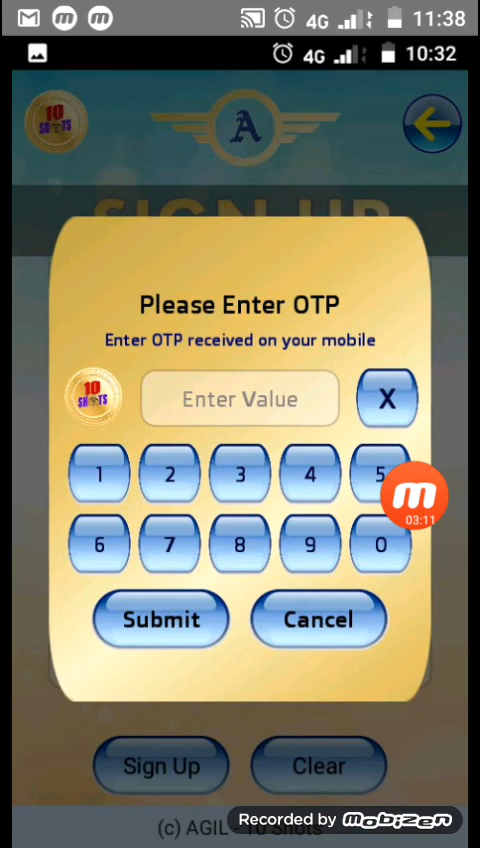 4G 11:38
4G 10:32
10
SHOTS
A
SIGN UP
Please Enter OTP
Enter OTP received on your mobile
10
SHOTS
Enter Value
X
1 2 3 4 5
03:11
6 7 8 9 0
Submit Cancel
Sign Up Clear
(c) AGIL - 10 Shots
Recorded by Mobizen